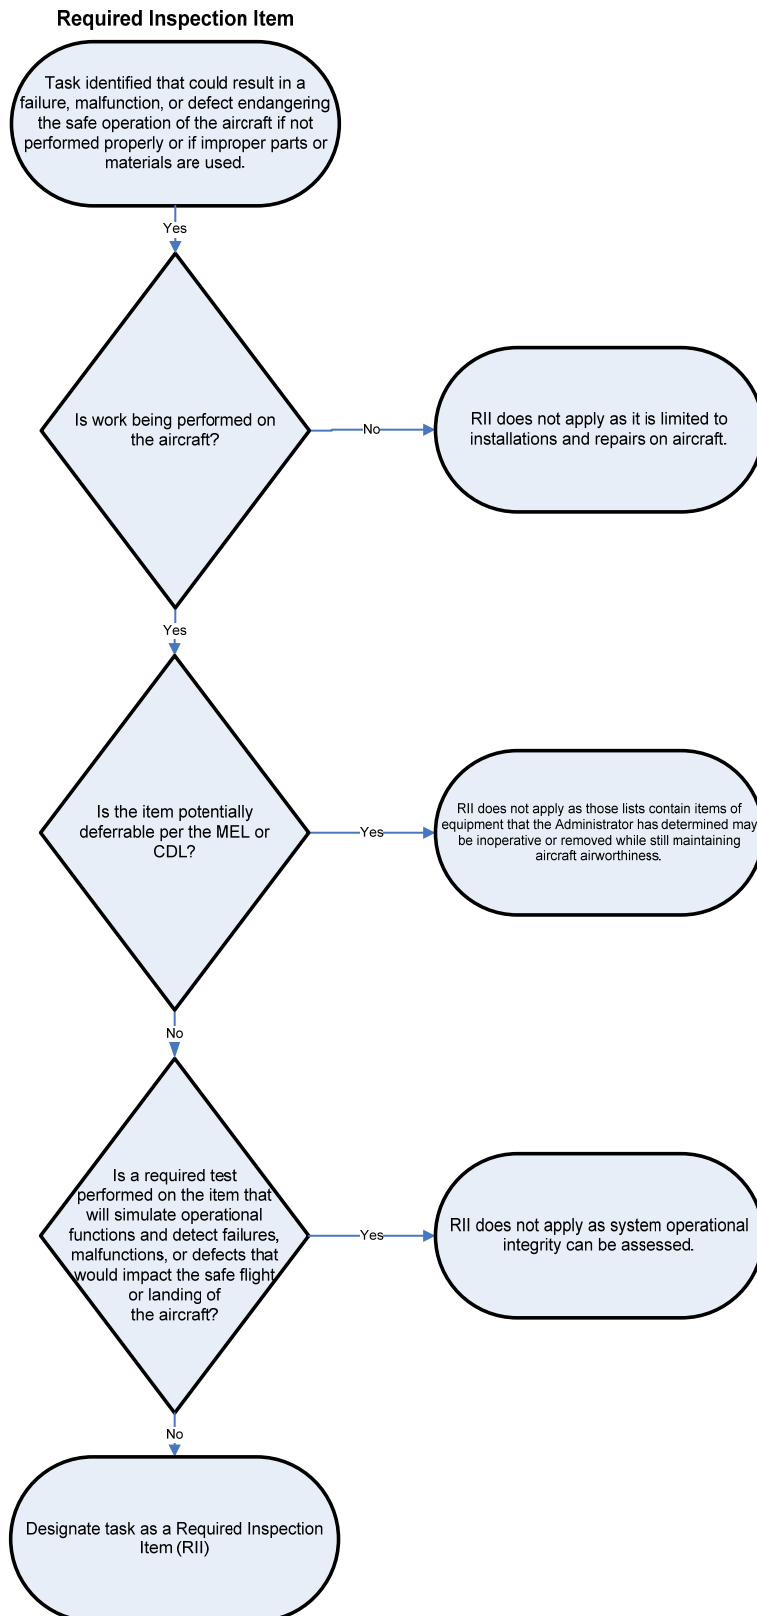 Required Inspection Item
Task identified that could result in a
failure, malfunction, or defect endangering
the safe operation of the aircraft if not
performed properly or if improper parts or
materials are used.
Yes
Is work being performed on
the aircraft?
No
RII does not apply as it is limited to
installations and repairs on aircraft.
Yes
Is the item potentially
deferrable per the MEL or
CDL?
Yes
RII does not apply as those lists contain items of
equipment that the Administrator has determined may
be inoperative or removed while still maintaining
aircraft airworthiness.
No
Is a required test
performed on the item that
will simulate operational
functions and detect failures,
malfunctions, or defects that
would impact the safe flight
or landing of
the aircraft?
Yes
RII does not apply as system operational
integrity can be assessed.
No
Designate task as a Required Inspection
Item (RII)